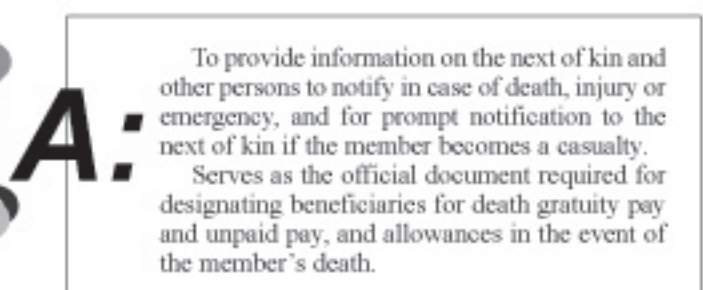 A:
To provide information on the next of kin and
other persons to notify in case of death, injury or
emergency, and for prompt notification to the
next of kin if the member becomes a casualty.
Serves as the official document required for
designating beneficiaries for death gratuity pay
and unpaid pay, and allowances in the event of
the member's death.